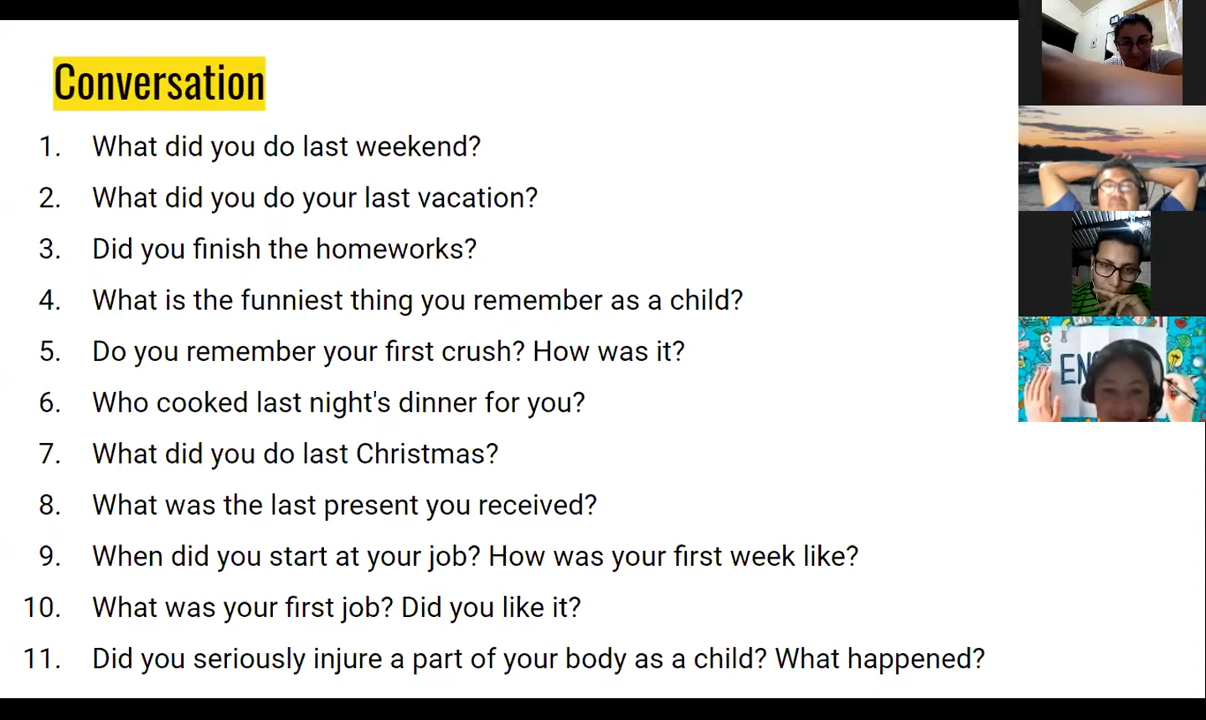 Conversation
1. What did you do last weekend?
2. What did you do your last vacation?
3. Did you finish the homeworks?
4. What is the funniest thing you remember as a child?
5. Do you remember your first crush? How was it?
6. Who cooked last night's dinner for you?
7. What did you do last Christmas?
8. What was the last present you received?
9. When did you start at your job? How was your first week like?
10. What was your first job? Did you like it?
11. Did you seriously injure a part of your body as a child? What happened?